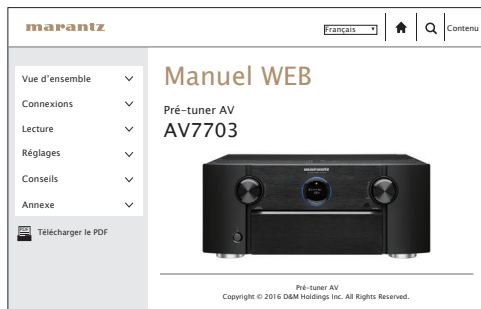 marantz
Français
Contenu
Vue d'ensemble
Connexions
Lecture
Réglages
Conseils
Annexe
Télécharger le PDF
Manuel WEB
Pré-tuner AV
AV7703
marantz
Pré-tuner AV
Copyright © 2016 D&M Holdings Inc. All Rights Reserved.